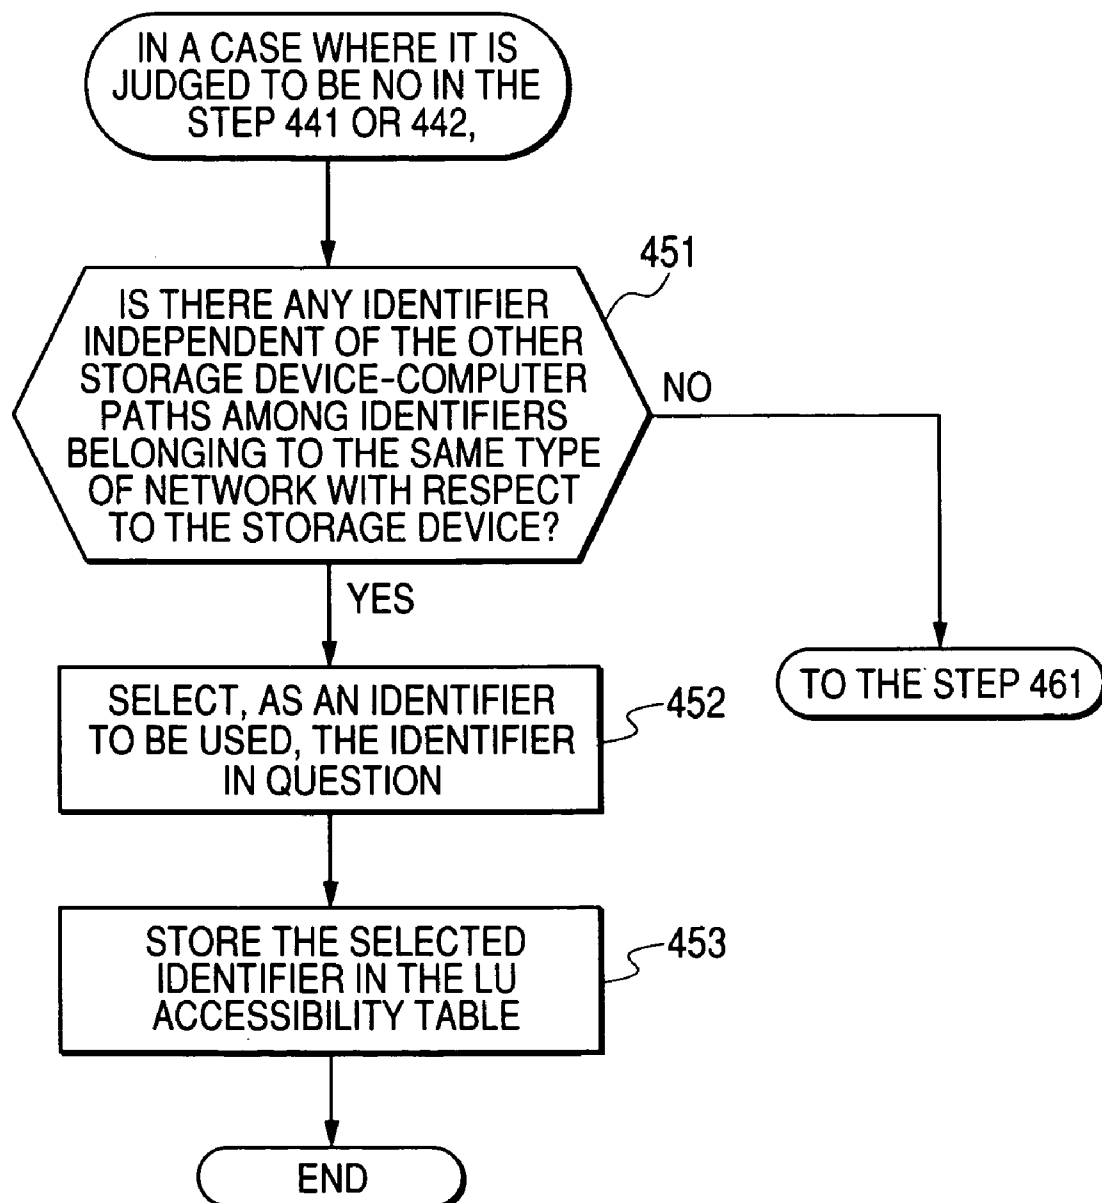 IN A CASE WHERE IT IS
JUDGED TO BE NO IN THE
STEP 441 OR 442,
451
IS THERE ANY IDENTIFIER
INDEPENDENT OF THE OTHER
STORAGE DEVICE-COMPUTER
PATHS AMONG IDENTIFIERS
BELONGING TO THE SAME TYPE
OF NETWORK WITH RESPECT
TO THE STORAGE DEVICE?
NO
YES
TO THE STEP 461
SELECT, AS AN IDENTIFIER
TO BE USED, THE IDENTIFIER
IN QUESTION
452
STORE THE SELECTED
IDENTIFIER IN THE LU
ACCESSIBILITY TABLE
453
END